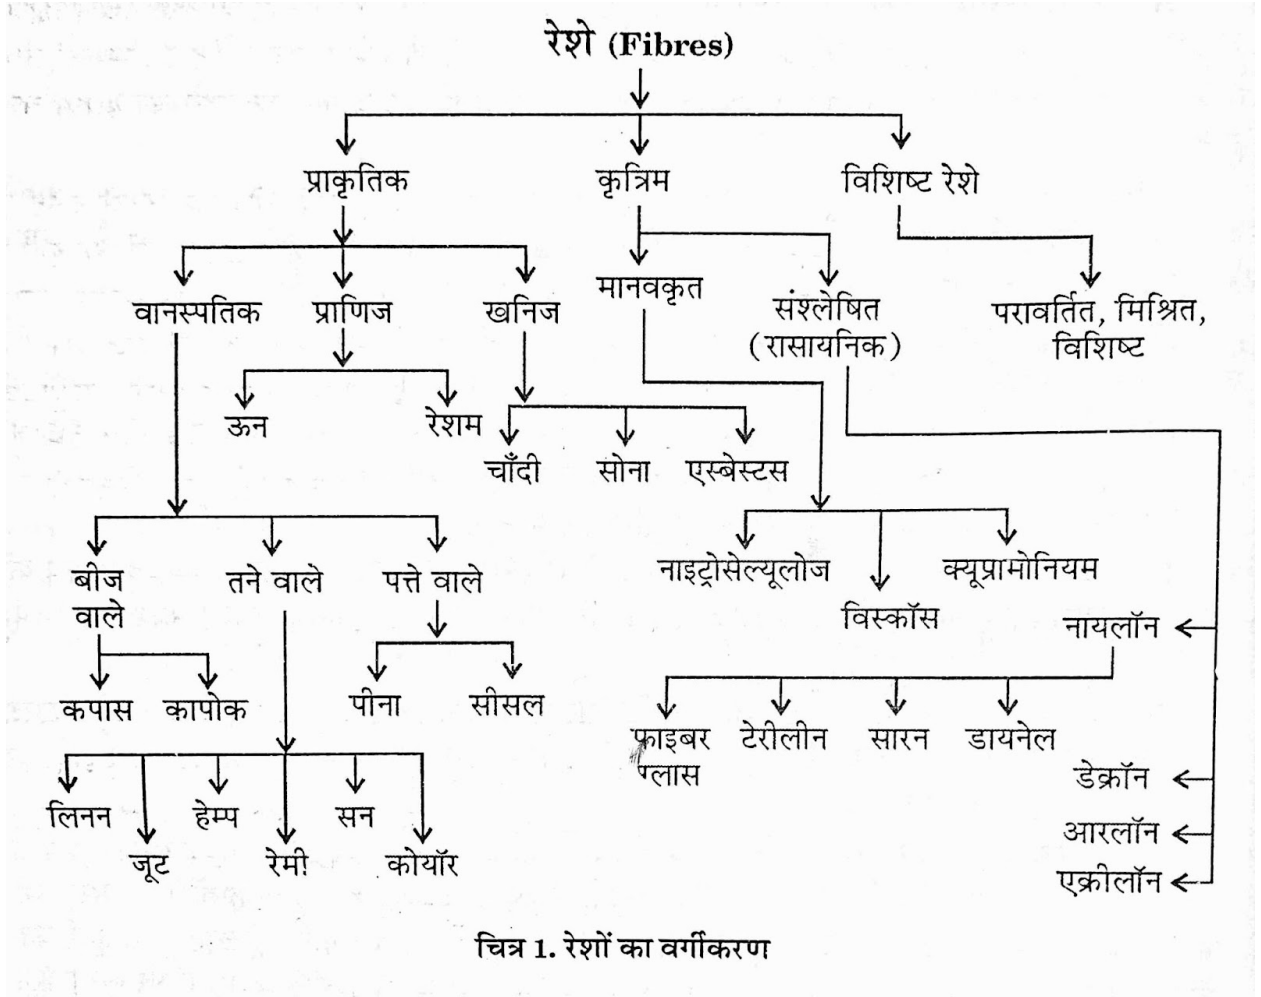 रेशे (Fibres)
प्राकृतिक कृत्रिम विशिष्ट रेशे
वानस्पतिक प्राणिज खनिज मानवकृत संश्लेषित परावर्तित, मिश्रित,
(रासायनिक) विशिष्ट
ऊन रेशम
चाँदी सोना एस्बेस्टस
बीज तने वाले पत्ते वाले नाइट्रोसेल्यूलोज क्यूप्रामोनियम
वाले विस्कॉस
नायलॉन
कपास कापोक पीना सीसल
फाइबर टेरीलीन सारन डायनेल
ग्लास डेक्रॉन
लिनन हेम्प सन
आरलॉन
जूट रेमी कोयॉर
एक्रीलॉन
चित्र 1. रेशों का वर्गीकरण